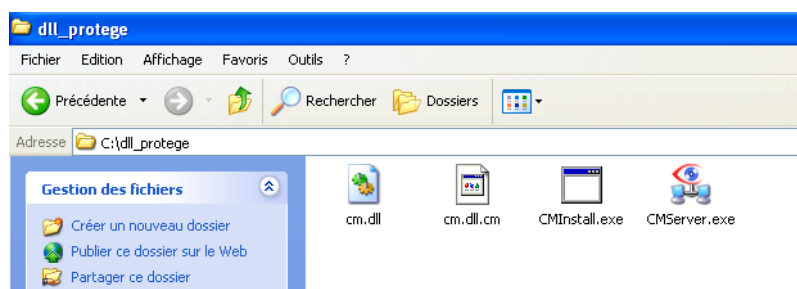 dll_protege
Fichier Edition Affichage Favoris Outils ?
Précédente Rechercher Dossiers
Adresse C:\dll_protege
Gestion des fichiers
Créer un nouveau dossier
Publier ce dossier sur le Web
Partager ce dossier
cm.dll cm.dll.cm CMInstall.exe CMServer.exe